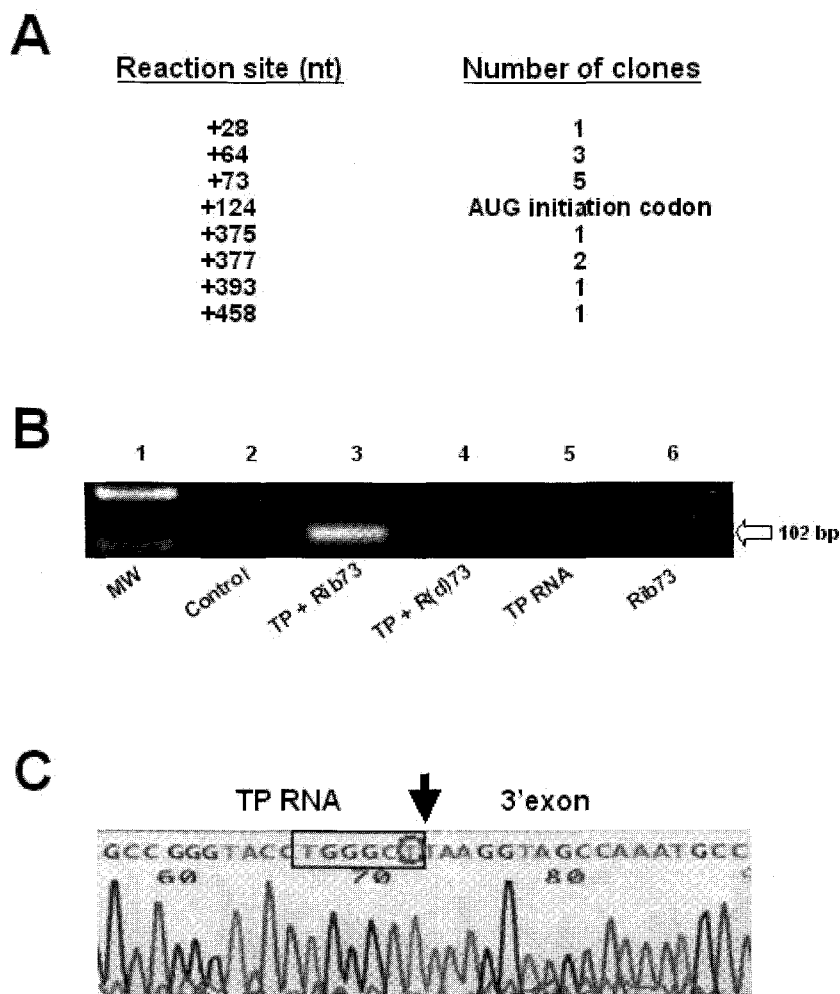 A
Reaction site (nt) Number of clones
+28 1
+64 3
+73 5
+124 AUG initiation codon
+375 1
+377 2
+393 1
+458 1
B
1 2 3 4 5 6
102 bp
MW Control TP + Rib73 TP + R(d)73 TP RNA Rib73
C
TP RNA 3'exon
GCCGGGTACCTGGGCTTAAGGTAGCCAAATGCC
60 70 80